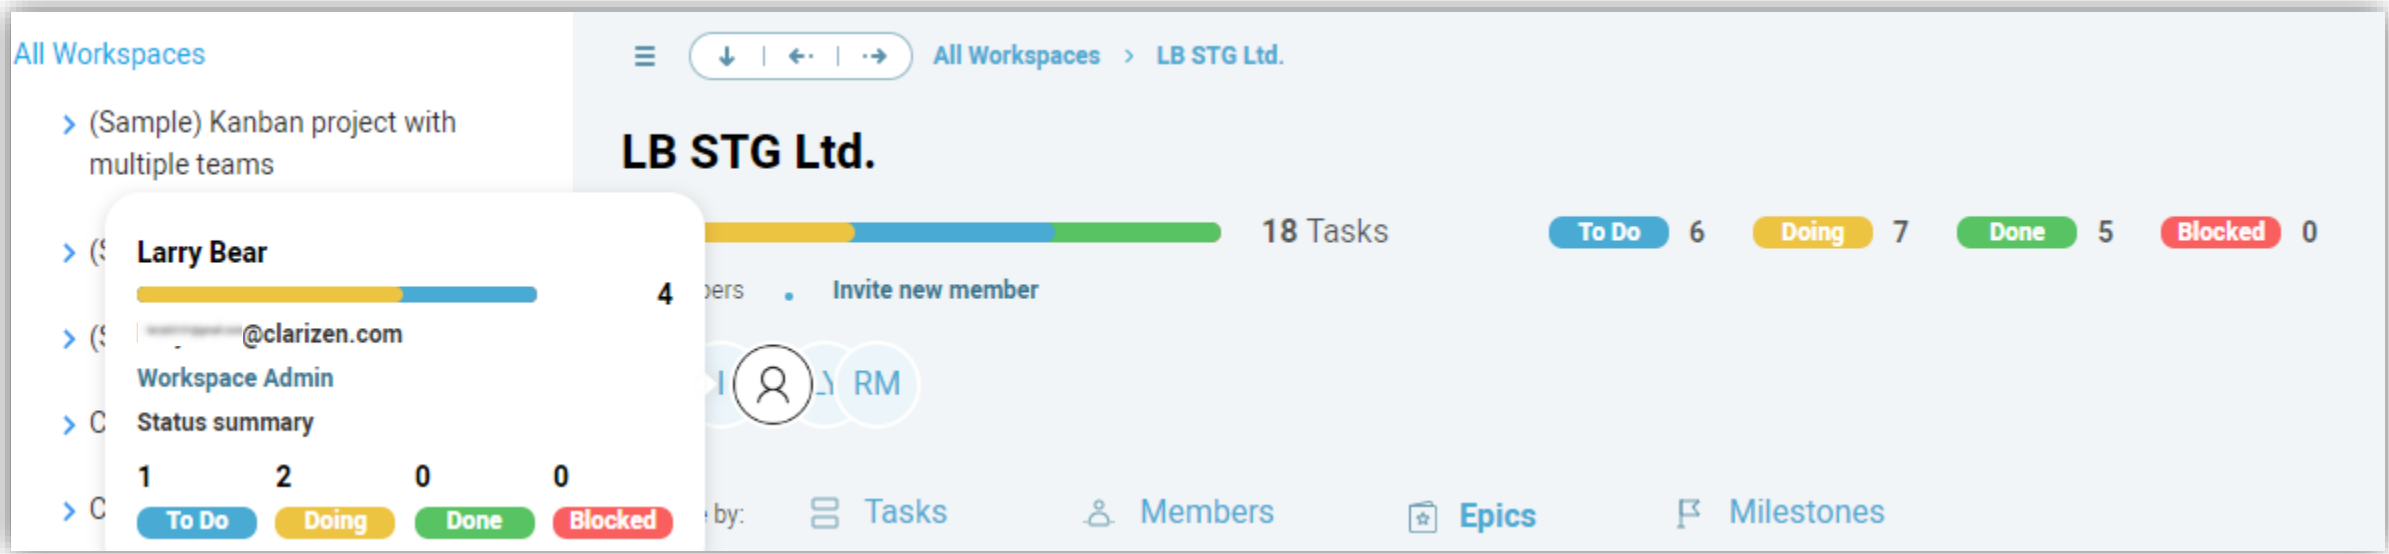 All Workspaces
(Sample) Kanban project with
multiple teams
All Workspaces > LB STG Ltd.
LB STG Ltd.
18 Tasks To Do 6 Doing 7 Done 5 Blocked 0
Invite new member
RM
by: Tasks Members Epics Milestones
Larry Bear
4
@clarizen.com
Workspace Admin
Status summary
1 2 0 0
To Do Doing Done Blocked